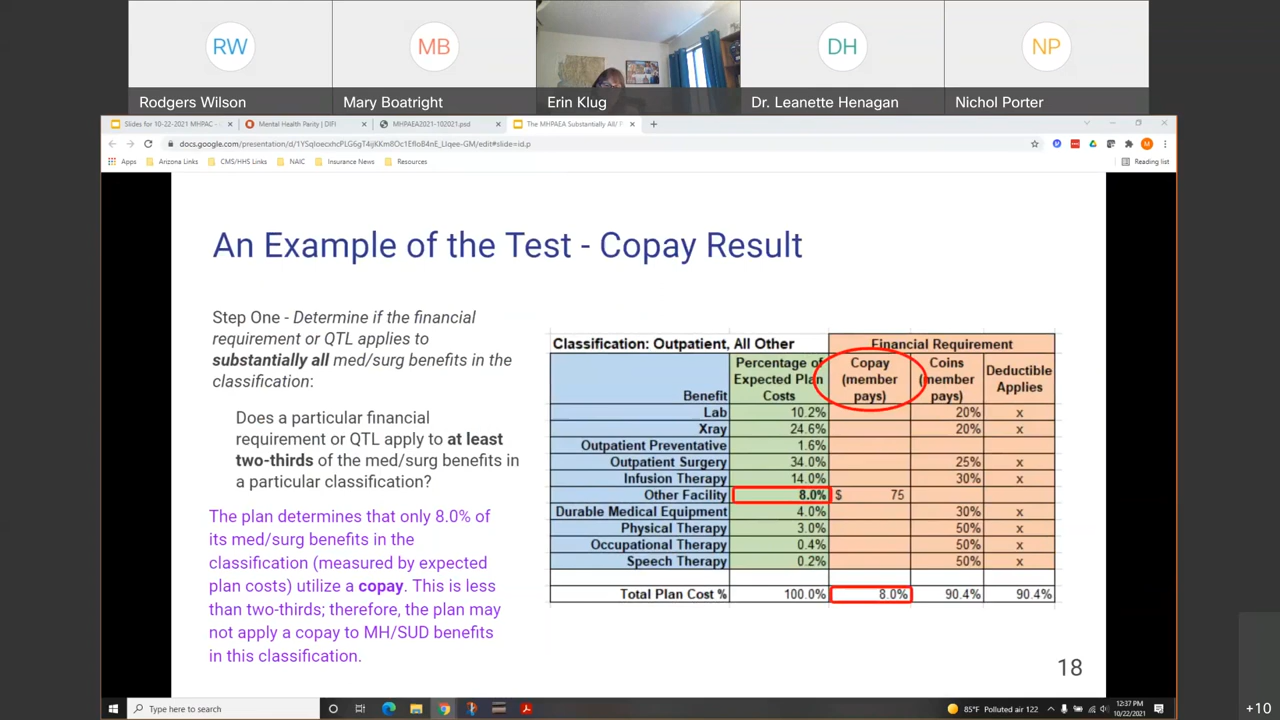 RW
MB
DH
NP
Rodgers Wilson
Mary Boatright
Erin Klug
Dr. Leanette Henagan
Nichol Porter
Slides for 10-22-2021 MHPAC -
Mental Health Parity | DIFI
MHPAEA2021-102021.psd
The MHPAEA Substantially All/
Apps
Arizona Links
CMS/HHS Links
NAIC
Insurance News
Resources
Reading list
An Example of the Test - Copay Result
Step One - Determine if the financial
requirement or QTL applies to
substantially all med/surg benefits in the
classification:
Does a particular financial
requirement or QTL apply to at least
two-thirds of the med/surg benefits in
a particular classification?
The plan determines that only 8.0% of
its med/surg benefits in the
classification (measured by expected
plan costs) utilize a copay. This is less
than two-thirds; therefore, the plan may
not apply a copay to MH/SUD benefits
in this classification.
Classification: Outpatient, All Other Financial Requirement
Benefit Percentage of Expected Plan Costs Copay (member pays) Coins (member pays) Deductible Applies
Lab 10.2% 20% x
Xray 24.6% 20% x
Outpatient Preventative 1.6%
Outpatient Surgery 34.0% 25% x
Infusion Therapy 14.0% 30% x
Other Facility 8.0% $ 75
Durable Medical Equipment 4.0% 30% x
Physical Therapy 3.0% 50% x
Occupational Therapy 0.4% 50% x
Speech Therapy 0.2% 50% x
Total Plan Cost % 100.0% 8.0% 90.4% 90.4%
18
Type here to search
85°F Polluted air 122
12:37 PM
10/22/2021
+10